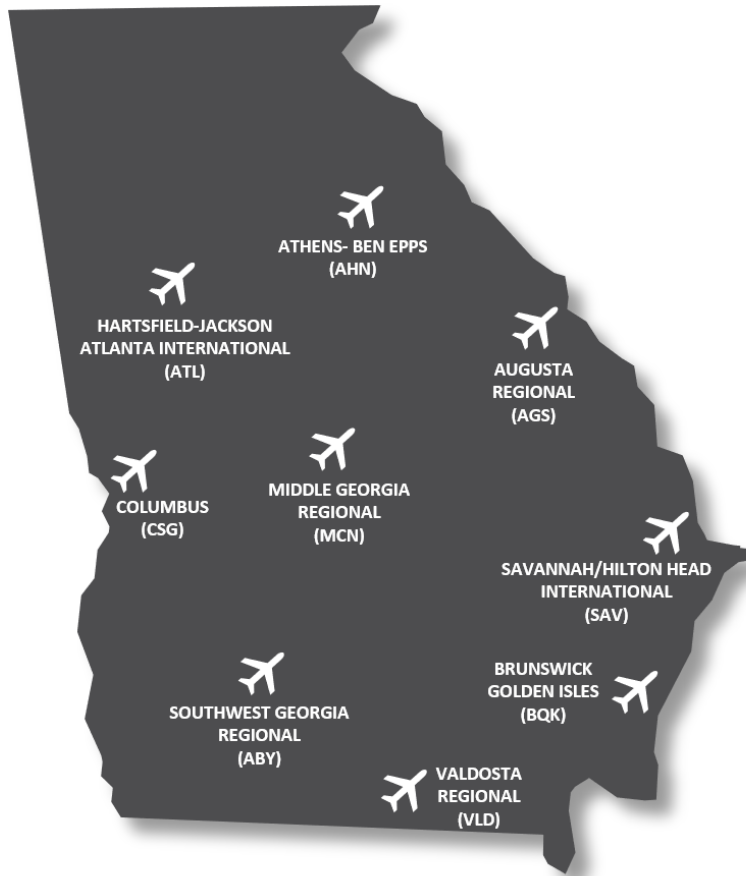 ATHENS- BEN EPPS
(AHN)
HARTSFIELD-JACKSON
ATLANTA INTERNATIONAL
(ATL)
AUGUSTA
REGIONAL
(AGS)
MIDDLE GEORGIA
REGIONAL
(MCN)
COLUMBUS
(CSG)
SAVANNAH/HILTON HEAD
INTERNATIONAL
(SAV)
BRUNSWICK
GOLDEN ISLES
(BQK)
SOUTHWEST GEORGIA
REGIONAL
(ABY)
VALDOSTA
REGIONAL
(VLD)